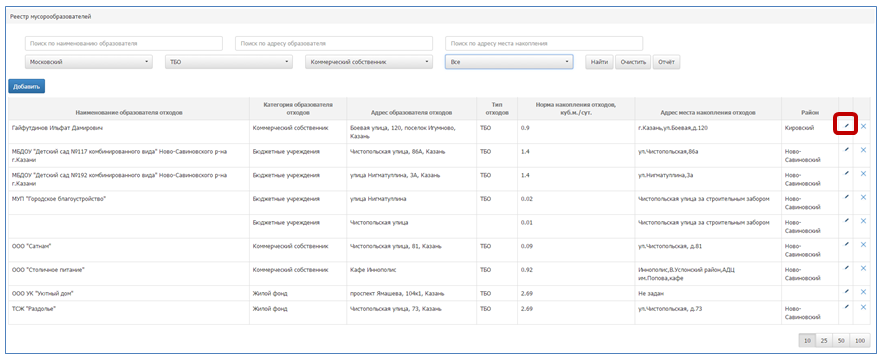 Реестр мусорообразователей
Поиск по наименованию образователя
Поиск по адресу образователя
Поиск по адресу места накопления
Московский
ТБО
Коммерческий собственник
Все
Найти
Очистить
Отчёт
Добавить
Наименование образователя отходов
Категория образователя
отходов
Адрес образователя отходов
Тип
отходов
Норма накопления отходов,
куб.м./сут.
Адрес места накопления отходов
Район
Гайфутдинов Ильфат Дамирович
Коммерческий собственник
Боевая улица, 120, поселок Игумново,
Казань
ТБО
0.9
г.Казань,ул.Боевая,д.120
Кировский
МБДОУ "Детский сад №117 комбинированного вида" Ново-Савиновского р-на
г.Казани
Бюджетные учреждения
Чистопольская улица, 86А, Казань
ТБО
1.4
ул.Чистопольская,86а
Ново-
Савиновский
МБДОУ "Детский сад №192 комбинированного вида" Ново-Савиновского р-на
г.Казани
Бюджетные учреждения
улица Нигматуллина, 3А, Казань
ТБО
1.4
ул.Нигматуллина,3а
Ново-
Савиновский
МУП "Городское благоустройство"
Бюджетные учреждения
улица Нигматуллина
ТБО
0.02
Чистопольская улица за строительным забором
Ново-
Савиновский
Бюджетные учреждения
Чистопольская улица
ТБО
0.01
Чистопольская улица за строительным забором
Ново-
Савиновский
ООО "Сатнам"
Коммерческий собственник
Чистопольская улица, 81, Казань
ТБО
0.09
ул.Чистопольская, д.81
Ново-
Савиновский
ООО "Столичное питание"
Коммерческий собственник
Кафе Иннополис
ТБО
0.92
Иннополис,В.Услонский район,АДЦ
им.Попова,кафе
Ново-
Савиновский
ООО УК "Уютный дом"
Жилой фонд
проспект Ямашева, 104к1, Казань
ТБО
2.69
Не задан
ТСЖ "Раздолье"
Жилой фонд
Чистопольская улица, 73, Казань
ТБО
2.69
ул.Чистопольская, д.73
Ново-
Савиновский
10
25
50
100